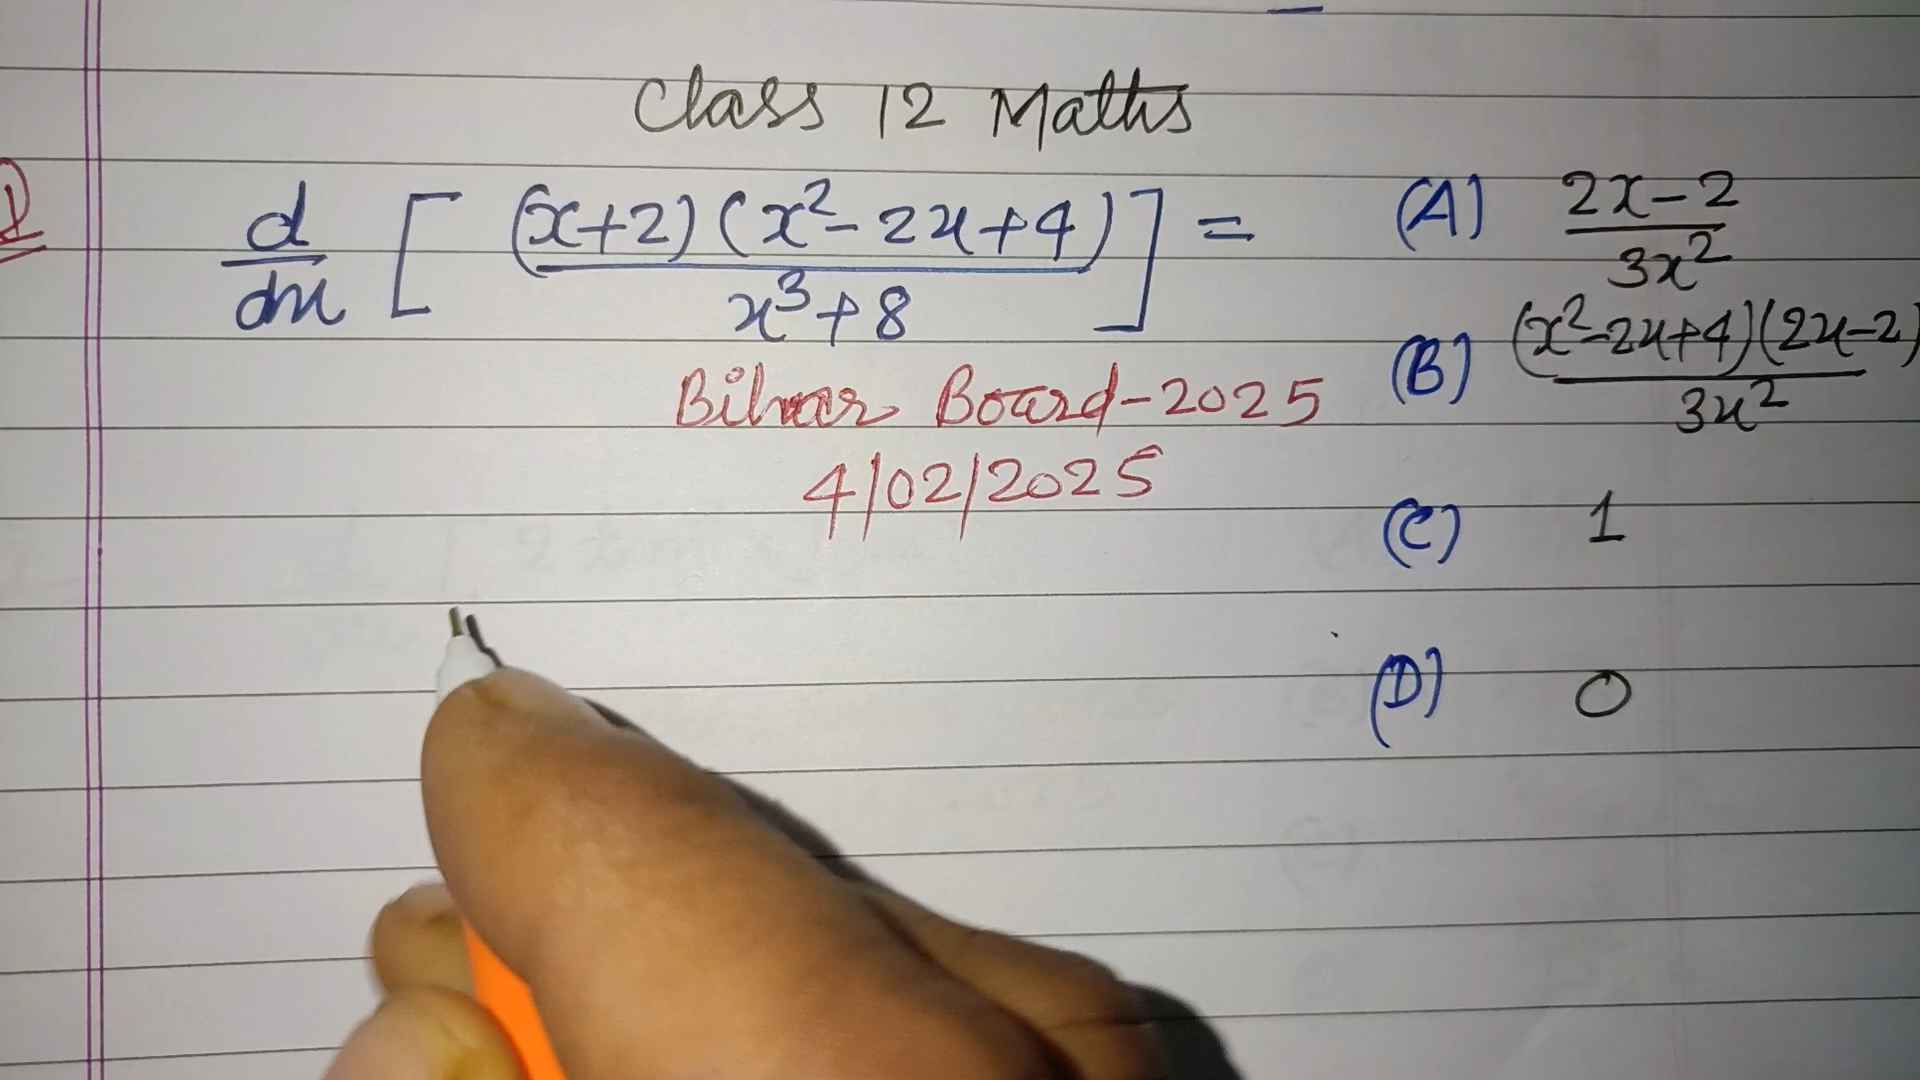 Class 12 Maths
1
d/dx [ (x+2)(x²-2x+4) / x³+8 ] =
(A) 2x-2 / 3x²
(B) (x²-2x+4)(2x-2) / 3x²
Bihar Board-2025
4/02/2025
(C) 1
(D) 0